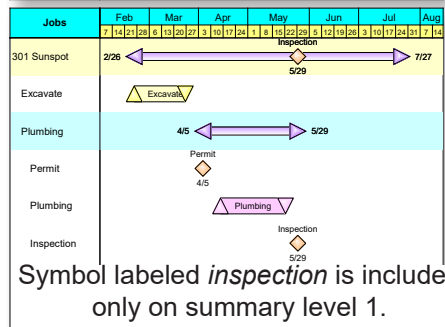 Jobs Feb Mar Apr May Jun Jul Aug
7 14 21 28 6 13 20 27 3 10 17 24 1 8 15 22 29 5 12 19 26 3 10 17 24 31 7 14
Inspection
301 Sunspot 2/26 7/27
5/29
Excavate Excavate
Plumbing 4/5 5/29
Permit
Permit
4/5
Plumbing Plumbing
Inspection
Inspection
5/29
Symbol labeled inspection is include
only on summary level 1.